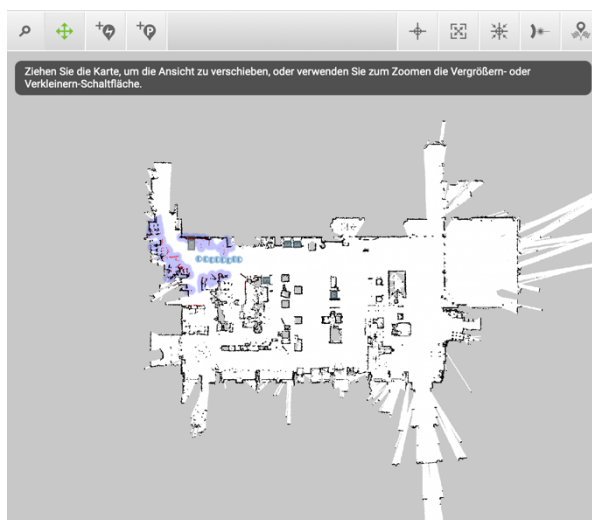 +
+P
Ziehen Sie die Karte, um die Ansicht zu verschieben, oder verwenden Sie zum Zoomen die Vergrößern- oder
Verkleinern-Schaltfläche.